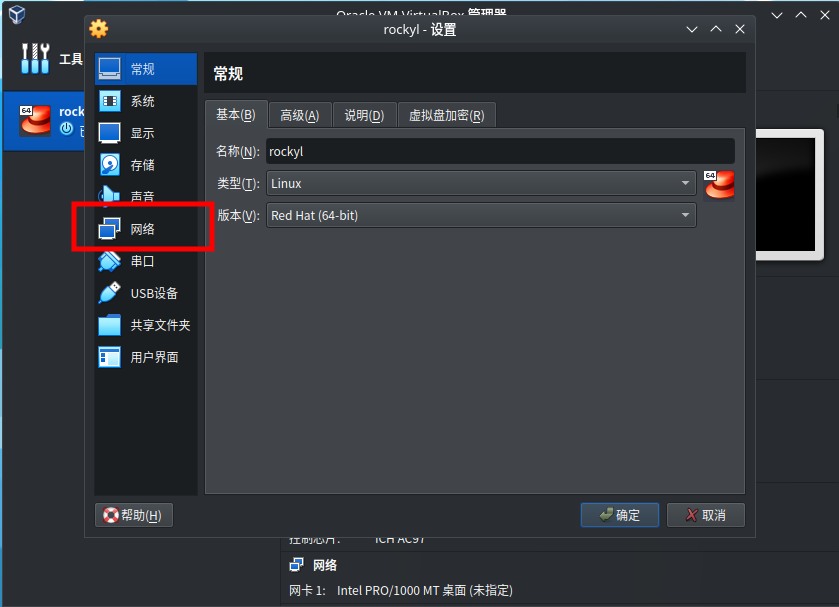 Oracle VM VirtualBox 管理器
rockyl - 设置
工具
64
rock
常规
系统
显示
存储
声音
网络
串口
USB设备
共享文件夹
用户界面
常规
基本(B)
高级(A)
说明(D)
虚拟盘加密(R)
名称(N):
rockyl
类型(T):
Linux
64
版本(V):
Red Hat (64-bit)
帮助(H)
确定
取消
控制芯片:
ICH AC97
网络
网卡 1:
Intel PRO/1000 MT 桌面 (未指定)